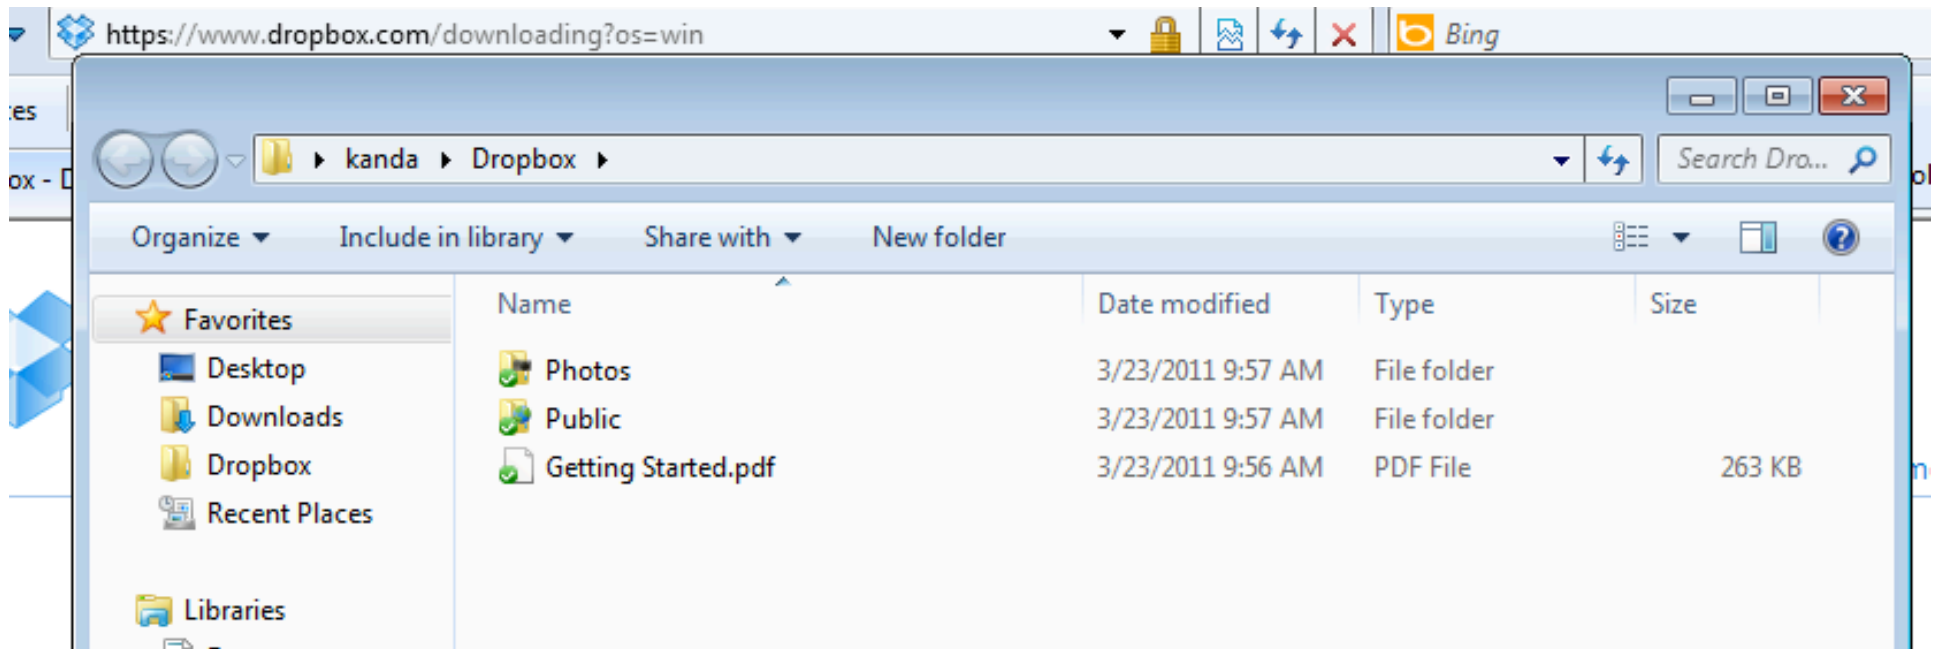 https://www.dropbox.com/downloading?os=win Bing
es
kanda Dropbox Search Dro...
ox - D
Organize Include in library Share with New folder
Name Date modified Type Size
Favorites
Desktop Photos 3/23/2011 9:57 AM File folder
Downloads Public 3/23/2011 9:57 AM File folder
Dropbox Getting Started.pdf 3/23/2011 9:56 AM PDF File 263 KB
Recent Places
Libraries